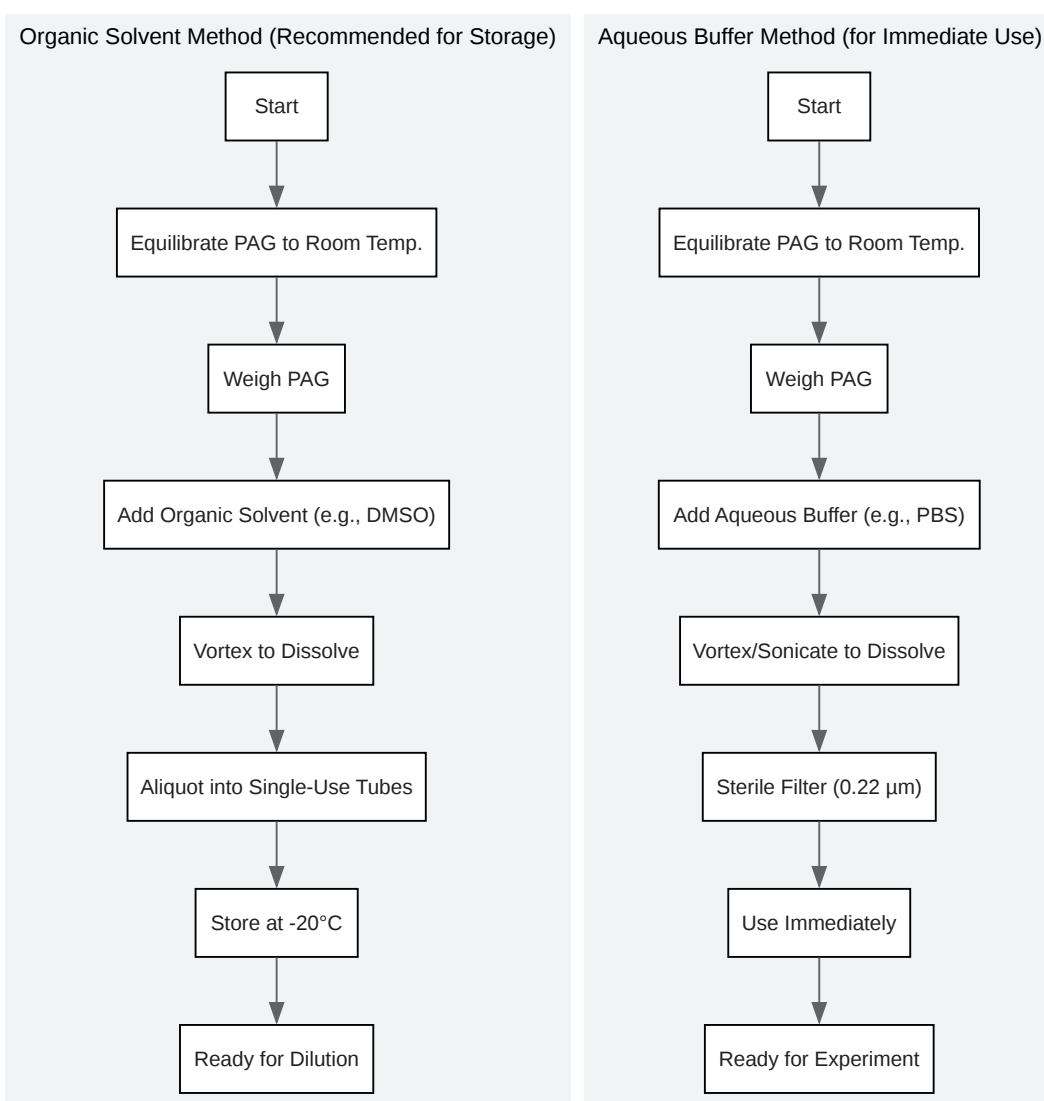 Organic Solvent Method (Recommended for Storage)
Start
Equilibrate PAG to Room Temp.
Weigh PAG
Add Organic Solvent (e.g., DMSO)
Vortex to Dissolve
Aliquot into Single-Use Tubes
Store at -20°C
Ready for Dilution
Aqueous Buffer Method (for Immediate Use)
Start
Equilibrate PAG to Room Temp.
Weigh PAG
Add Aqueous Buffer (e.g., PBS)
Vortex/Sonicate to Dissolve
Sterile Filter (0.22 µm)
Use Immediately
Ready for Experiment